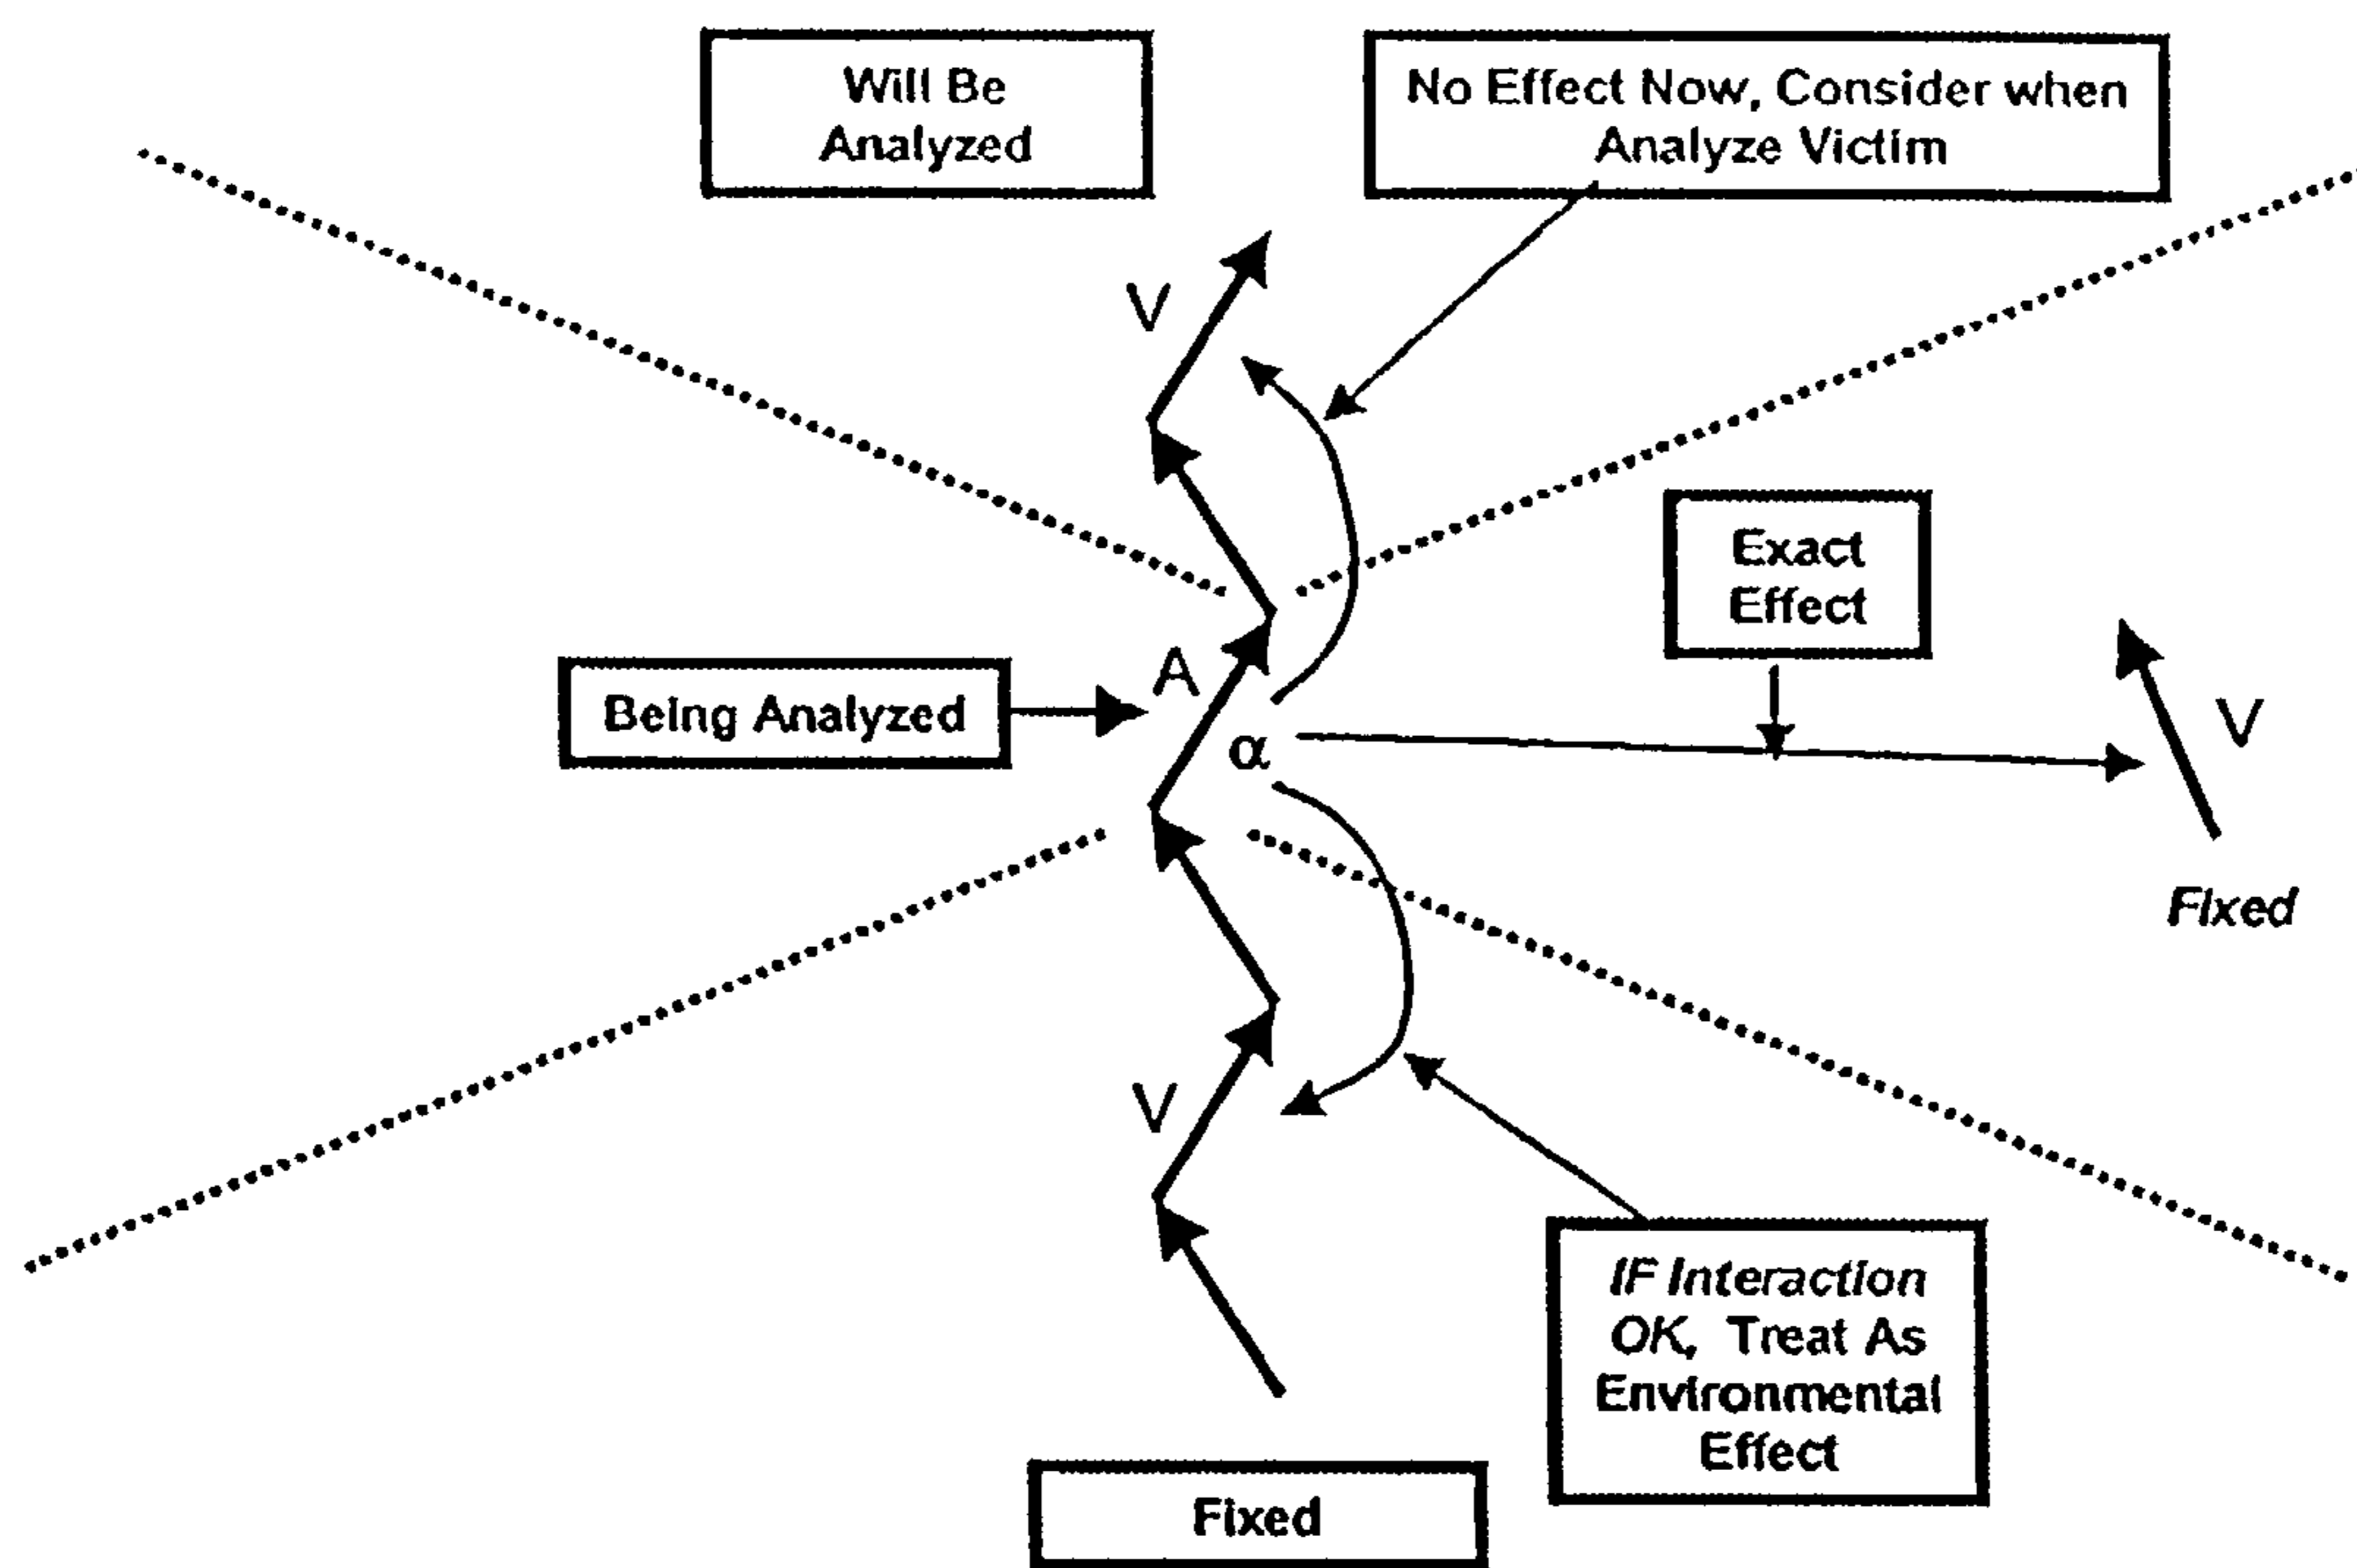 Will Be
Analyzed
No Effect Now, Consider when
Analyze Victim
V
Exact
Effect
A
Being Analyzed
α
V
Fixed
V
IF Interaction
OK, Treat As
Environmental
Effect
Fixed